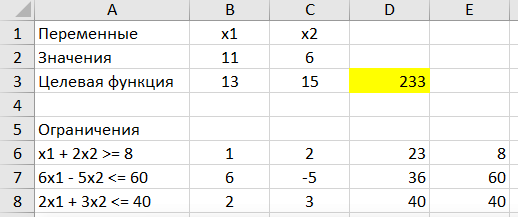 A B C D E
1 Переменные x1 x2
2 Значения 11 6
3 Целевая функция 13 15 233
4
5 Ограничения
6 x1 + 2x2 >= 8 1 2 23 8
7 6x1 - 5x2 <= 60 6 -5 36 60
8 2x1 + 3x2 <= 40 2 3 40 40